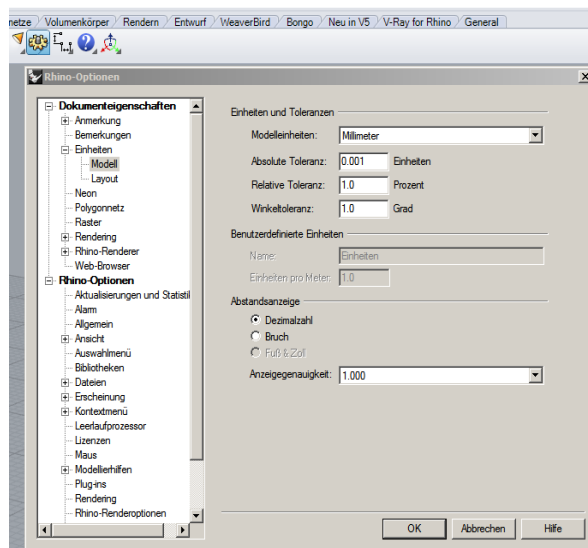 netze Volumenkörper Rendern Entwurf WeaverBird Bongo Neu in V5 V-Ray for Rhino General
Rhino-Optionen
Dokumenteigenschaften
Anmerkung
Bemerkungen
Einheiten
Modell
Layout
Neon
Polygonnetz
Raster
Rendering
Rhino-Renderer
Web-Browser
Rhino-Optionen
Aktualisierungen und Statistil
Alarm
Allgemein
Ansicht
Auswahlmenü
Bibliotheken
Dateien
Erscheinung
Kontextmenü
Leerlaufprozessor
Lizenzen
Maus
Modellierhilfen
Plug-ins
Rendering
Rhino-Renderoptionen
Einheiten und Toleranzen
Modelleinheiten: Millimeter
Absolute Toleranz: 0.001 Einheiten
Relative Toleranz: 1.0 Prozent
Winkeltoleranz: 1.0 Grad
Benutzerdefinierte Einheiten
Name: Einheiten
Einheiten pro Meter: 1.0
Abstandsanzeige
Dezimalzahl
Bruch
Fuß & Zoll
Anzeigegenauigkeit: 1.000
OK Abbrechen Hilfe